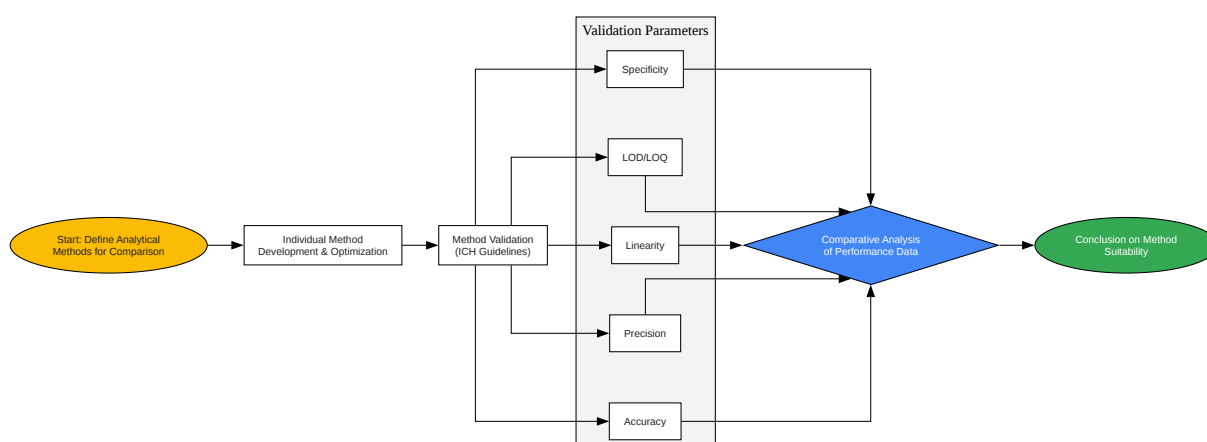 Validation Parameters
Specificity
LOD/LOQ
Start: Define Analytical
Methods for Comparison
Individual Method
Development & Optimization
Method Validation
(ICH Guidelines)
Linearity
Comparative Analysis
of Performance Data
Conclusion on Method
Suitability
Precision
Accuracy